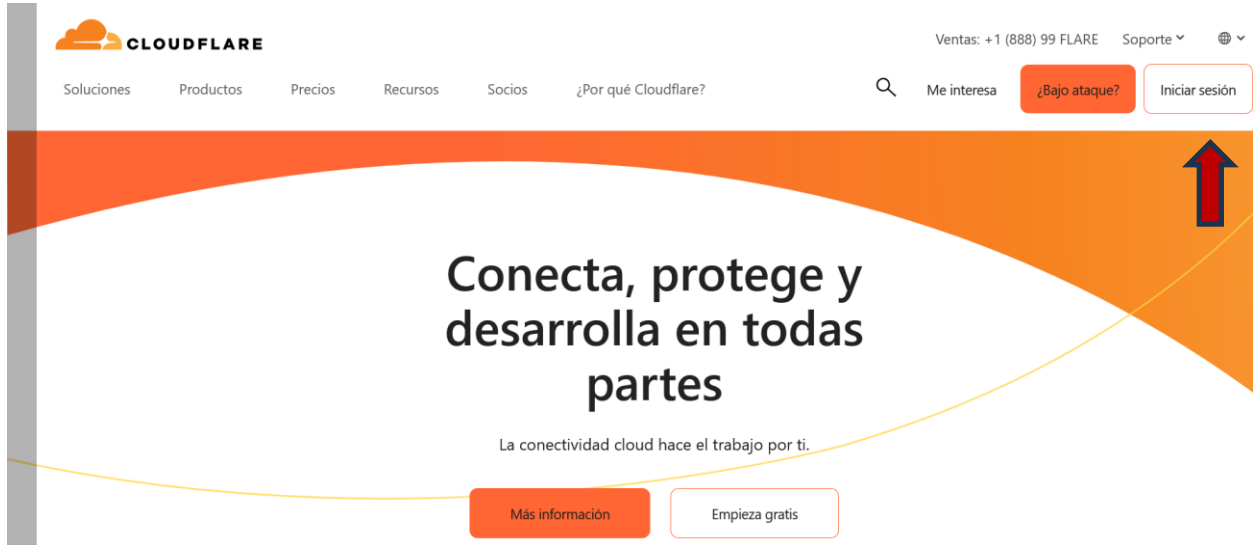 CLOUDFLARE
Ventas: +1 (888) 99 FLARE Soporte
Soluciones Productos Precios Recursos Socios ¿Por qué Cloudflare? Me interesa ¿Bajo ataque? Iniciar sesión
Conecta, protege y
desarrolla en todas
partes
La conectividad cloud hace el trabajo por ti.
Más información Empieza gratis